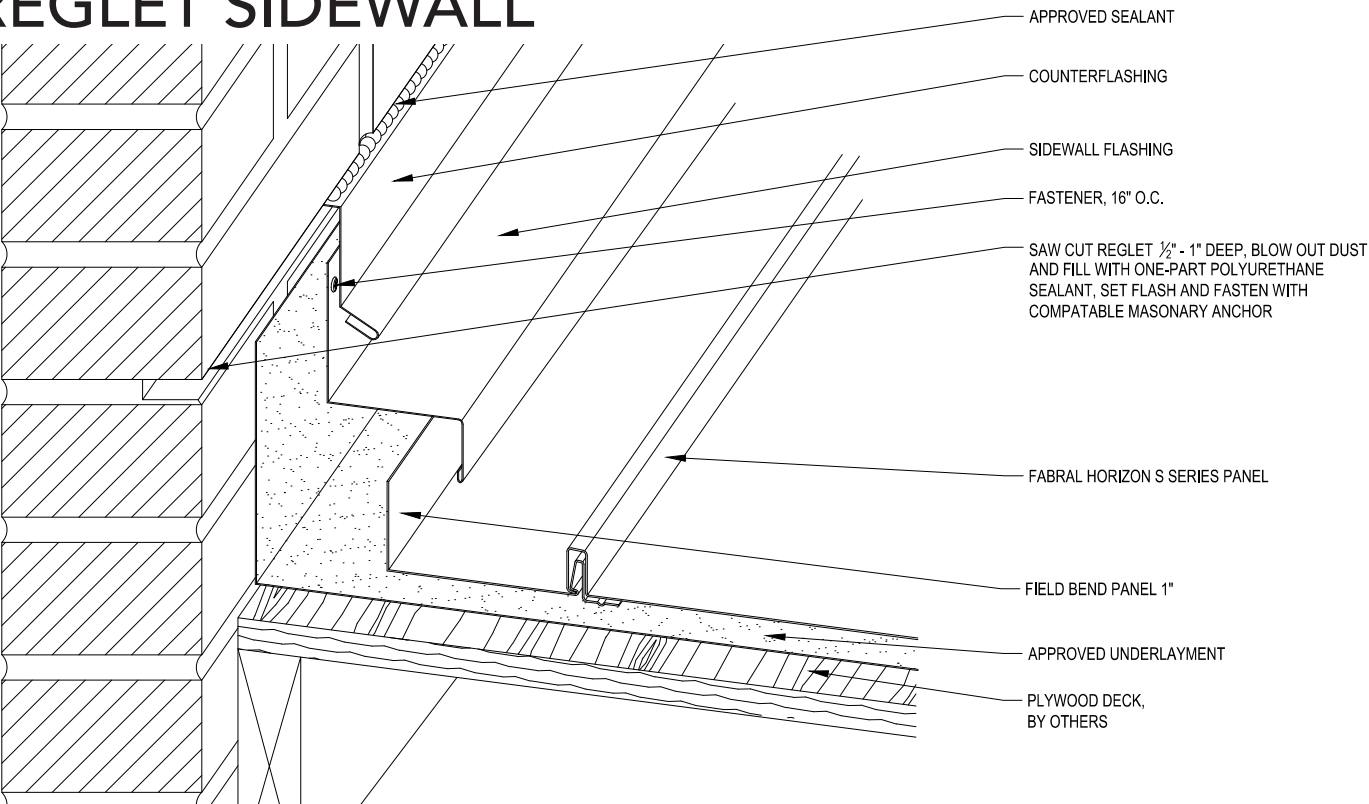 REGLET SIDEWALL
APPROVED SEALANT
COUNTERFLASHING
SIDEWALL FLASHING
FASTENER, 16" O.C.
SAW CUT REGLET ½" - 1" DEEP, BLOW OUT DUST
AND FILL WITH ONE-PART POLYURETHANE
SEALANT, SET FLASH AND FASTEN WITH
COMPATABLE MASONARY ANCHOR
FABRAL HORIZON S SERIES PANEL
FIELD BEND PANEL 1"
APPROVED UNDERLAYMENT
PLYWOOD DECK,
BY OTHERS